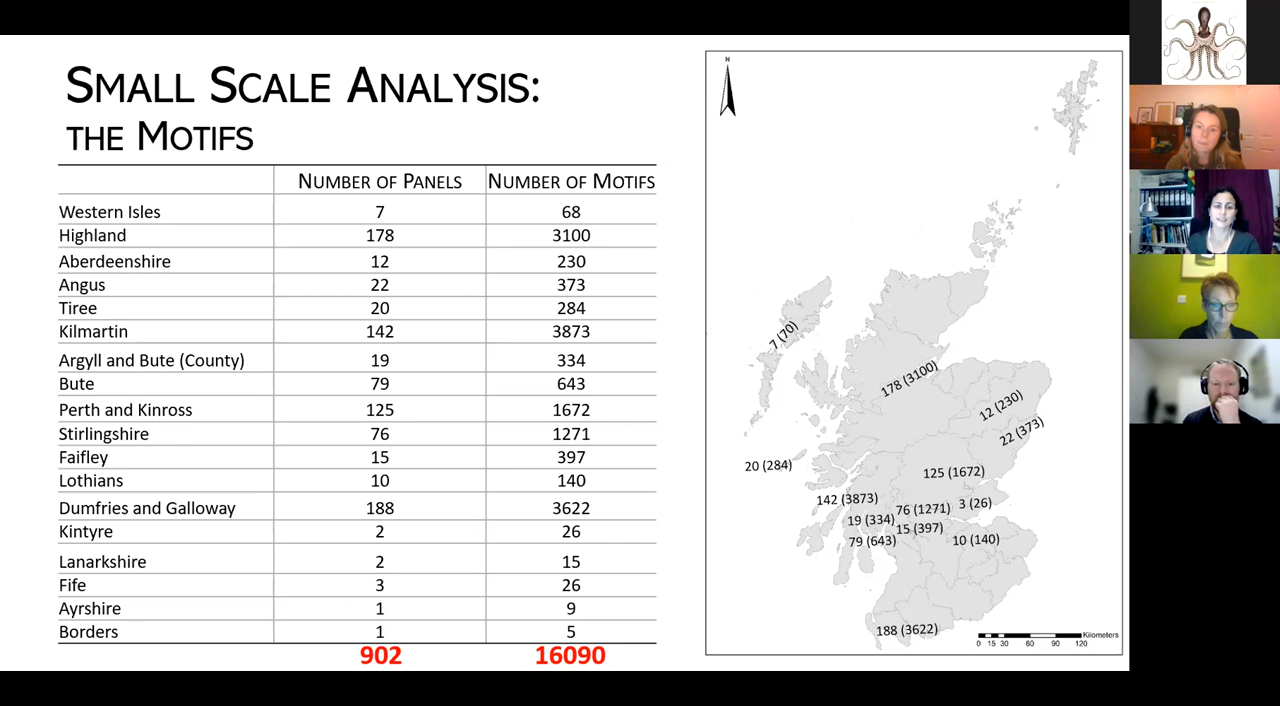 SMALL SCALE ANALYSIS:
THE MOTIFS
NUMBER OF PANELS NUMBER OF MOTIFS
Western Isles 7 68
Highland 178 3100
Aberdeenshire 12 230
Angus 22 373
Tiree 20 284
Kilmartin 142 3873
Argyll and Bute (County) 19 334
Bute 79 643
Perth and Kinross 125 1672
Stirlingshire 76 1271
Faifley 15 397
Lothians 10 140
Dumfries and Galloway 188 3622
Kintyre 2 26
Lanarkshire 2 15
Fife 3 26
Ayrshire 1 9
Borders 1 5
902 16090
N
7 (70)
178 (3100)
12 (230)
22 (373)
20 (284)
125 (1672)
142 (3873)
3 (26)
76 (1271)
19 (334)
15 (397)
79 (643)
10 (140)
188 (3622)
Kilometers
0 15 30 60 90 120